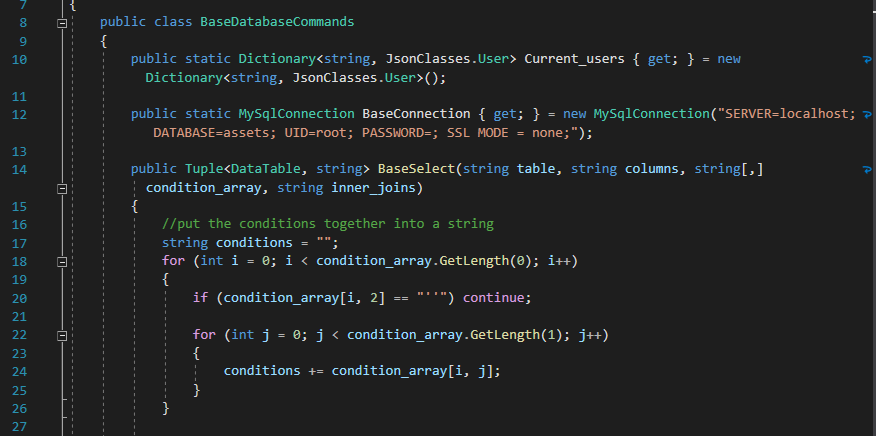 7 {
8 public class BaseDatabaseCommands
9 {
10 public static Dictionary<string, JsonClasses.User> Current_users { get; } = new
Dictionary<string, JsonClasses.User>();
11
12 public static MySqlConnection BaseConnection { get; } = new MySqlConnection("SERVER=localhost;
DATABASE=assets; UID=root; PASSWORD=; SSL MODE = none;");
13
14 public Tuple<DataTable, string> BaseSelect(string table, string columns, string[,]
condition_array, string inner_joins)
15 {
16 //put the conditions together into a string
17 string conditions = "";
18 for (int i = 0; i < condition_array.GetLength(0); i++)
19 {
20 if (condition_array[i, 2] == "''") continue;
21
22 for (int j = 0; j < condition_array.GetLength(1); j++)
23 {
24 conditions += condition_array[i, j];
25 }
26 }
27